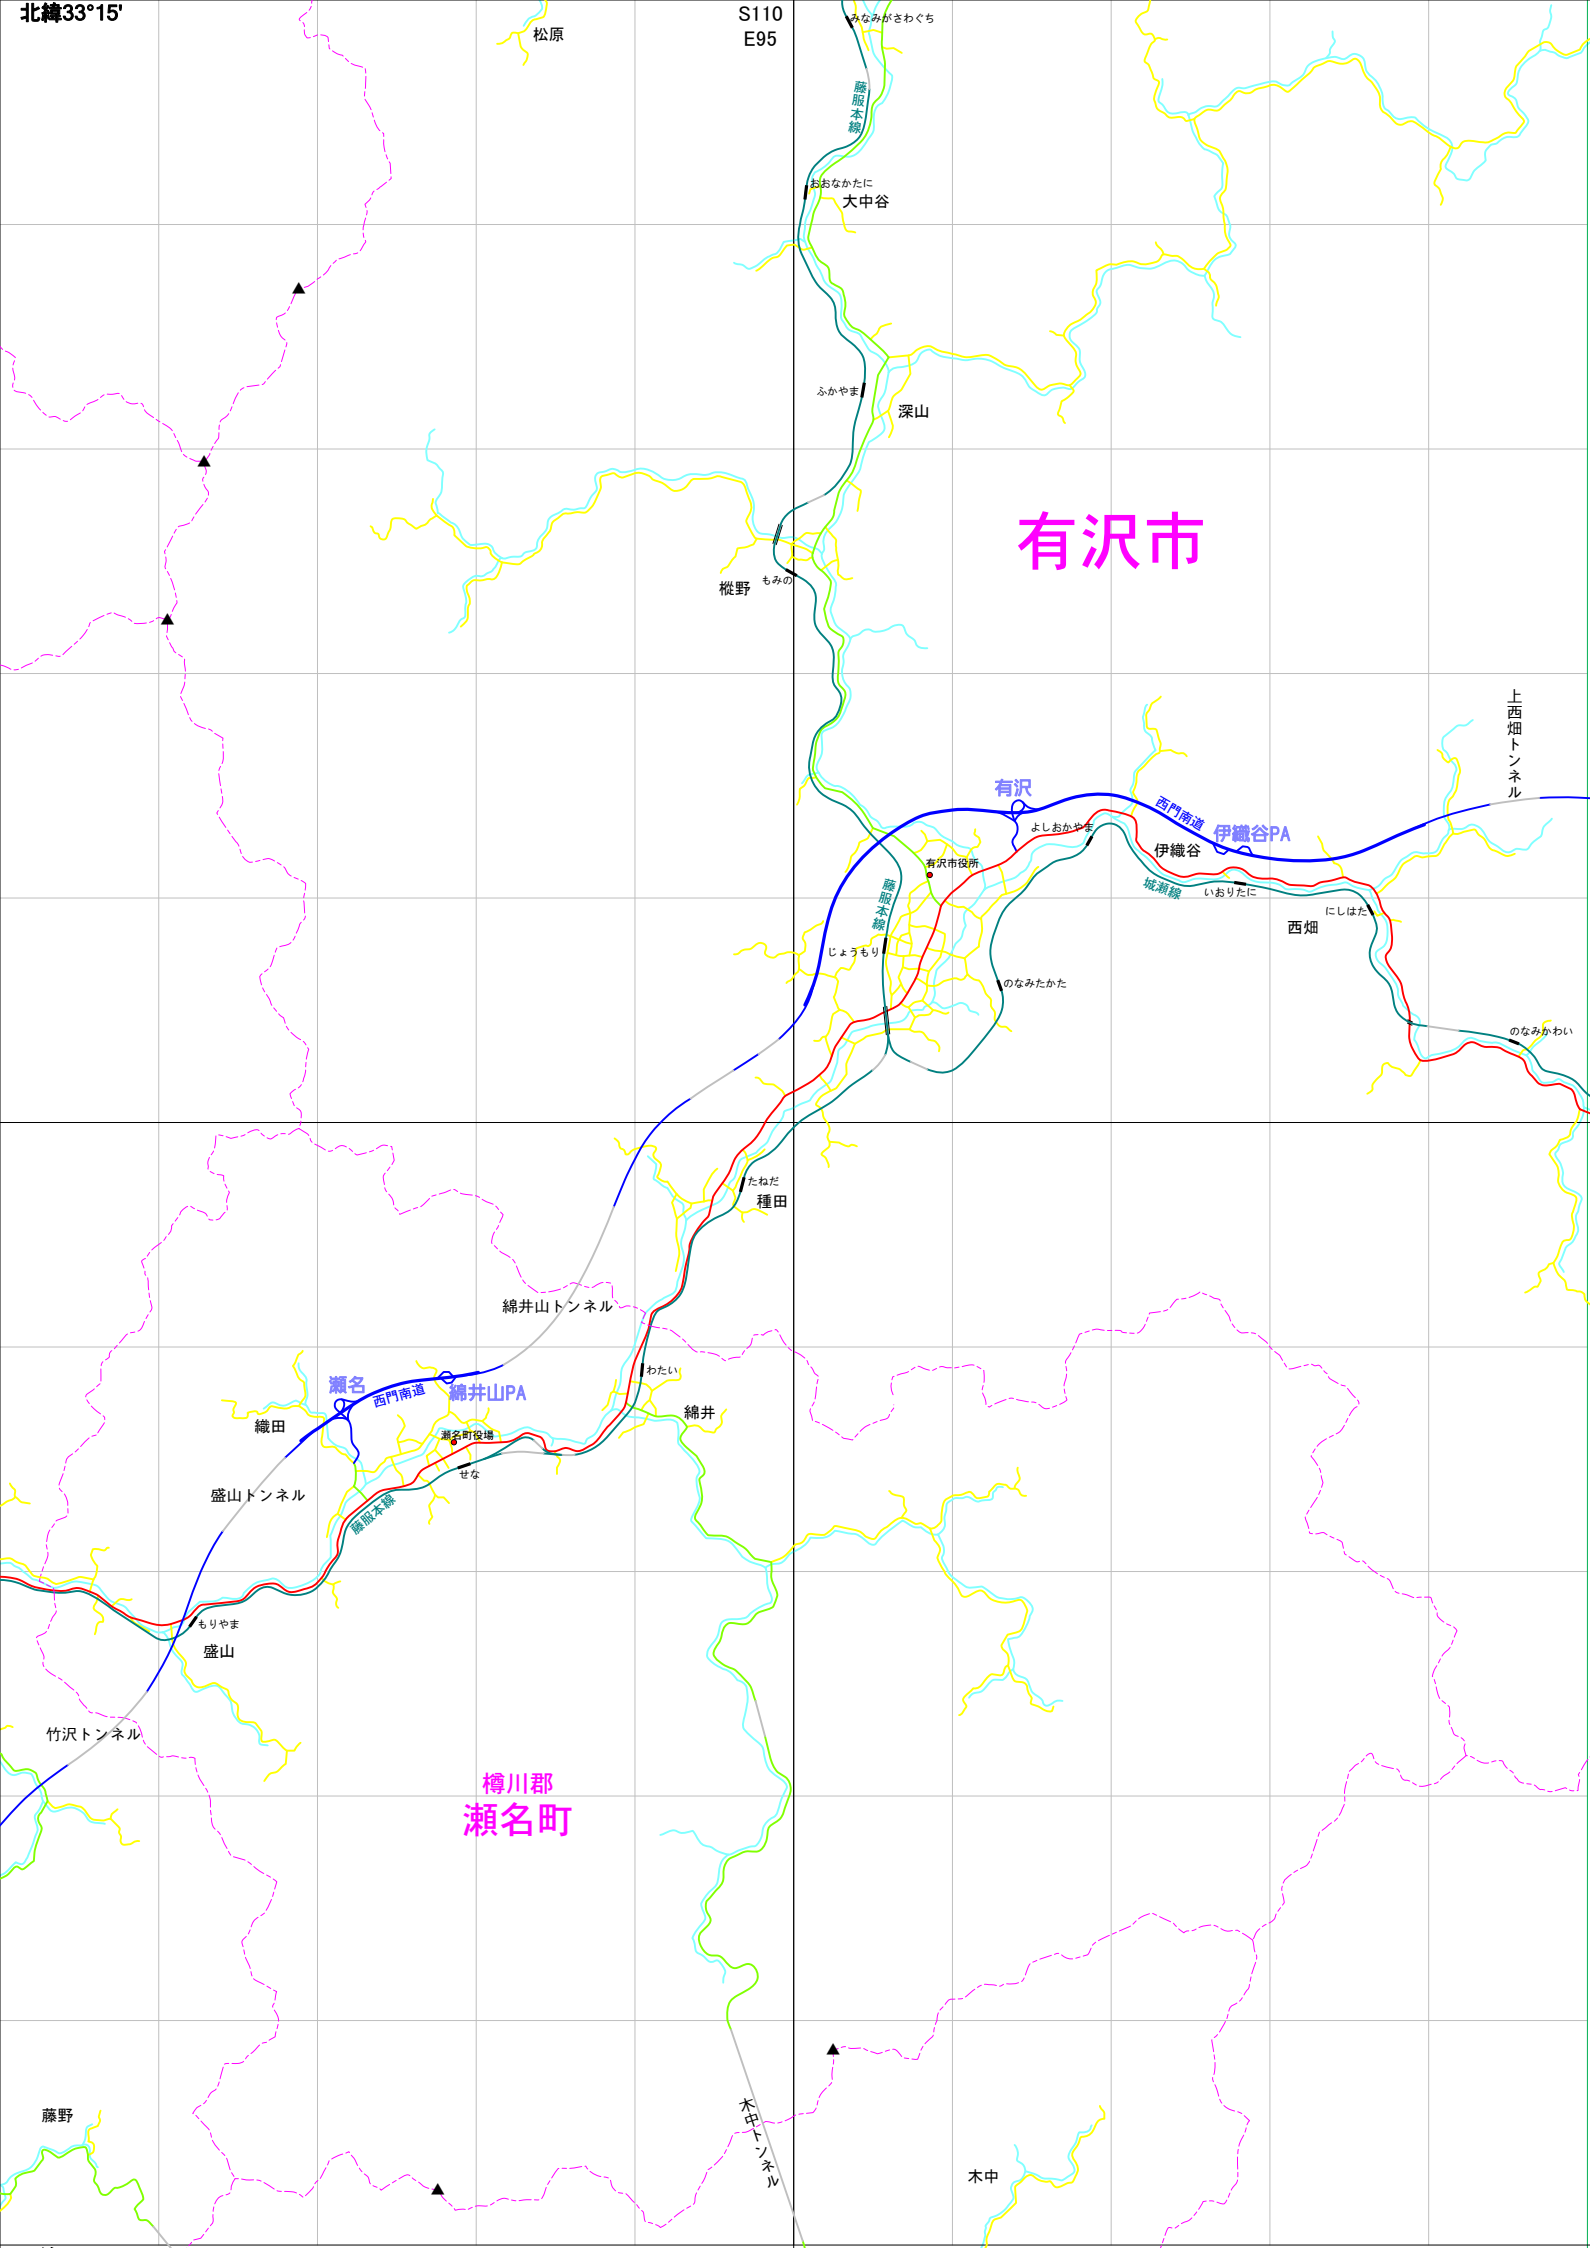 北緯33°15'
松原
S110
E95
みなみがさわぐち
藤服本線
おおなかたに
大中谷
ふかやま
深山
有沢市
樅野
もみの
上西畑トンネル
有沢
西門南道
よしおかやま
伊織谷PA
伊織谷
有沢市役所
藤服本線
城瀬線
いおりたに
にしはた
西畑
じょうもり
のなみたかた
のなみかわい
たねだ
種田
綿井山トンネル
わたい
瀬名
西門南道
綿井山PA
綿井
織田
瀬名町役場
せな
盛山トンネル
藤服本線
もりやま
盛山
竹沢トンネル
樽川郡
瀬名町
木中トンネル
藤野
木中